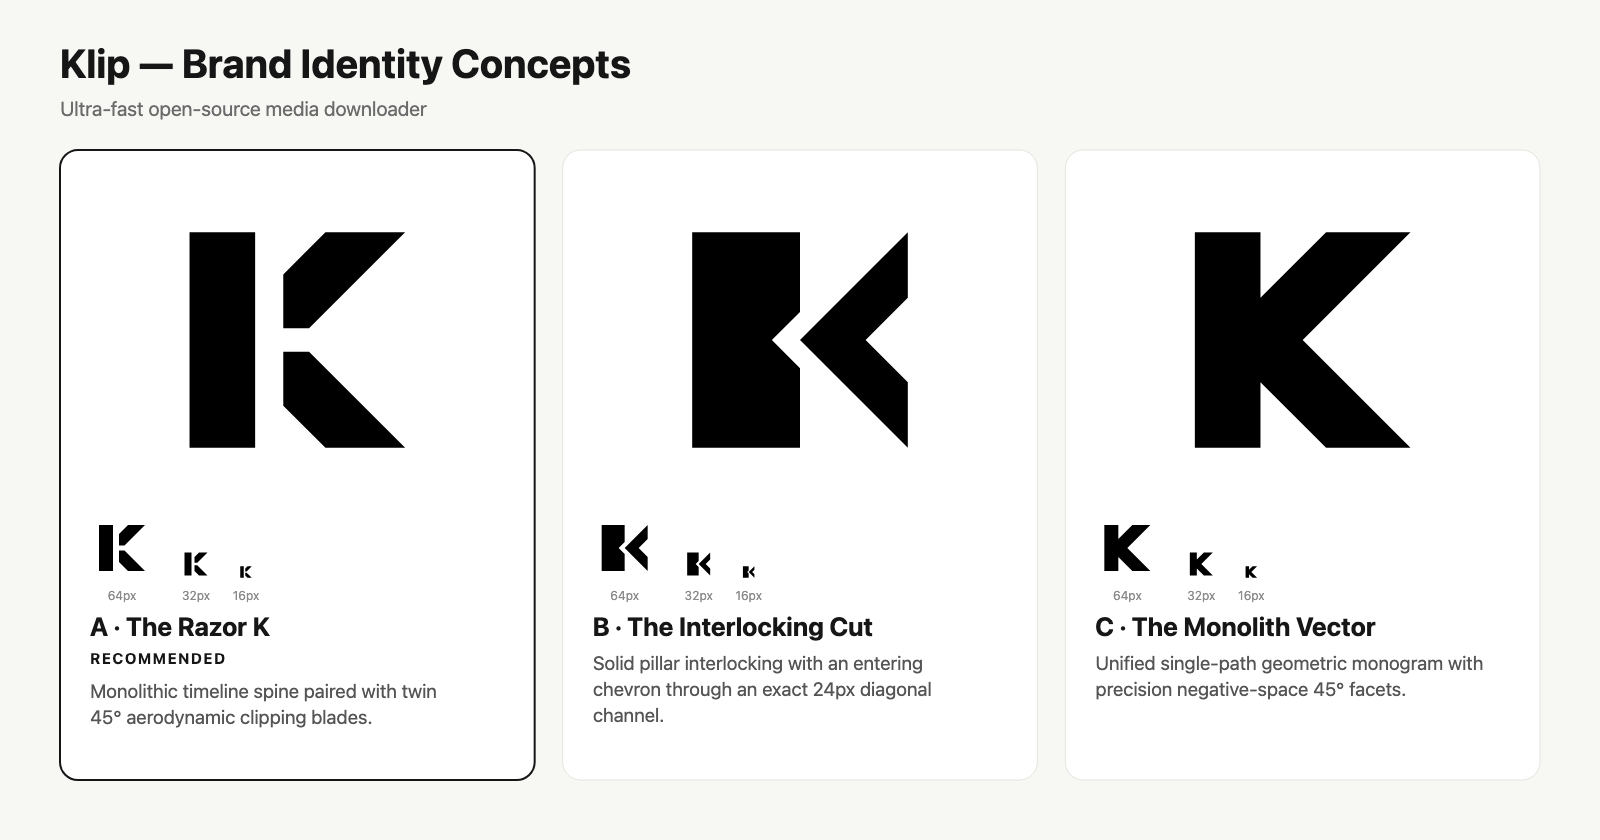 Klip — Brand Identity Concepts
Ultra-fast open-source media downloader
K
64px 32px 16px
A · The Razor K
RECOMMENDED
Monolithic timeline spine paired with twin
45° aerodynamic clipping blades.
K
64px 32px 16px
B · The Interlocking Cut
Solid pillar interlocking with an entering
chevron through an exact 24px diagonal
channel.
K
64px 32px 16px
C · The Monolith Vector
Unified single-path geometric monogram with
precision negative-space 45° facets.